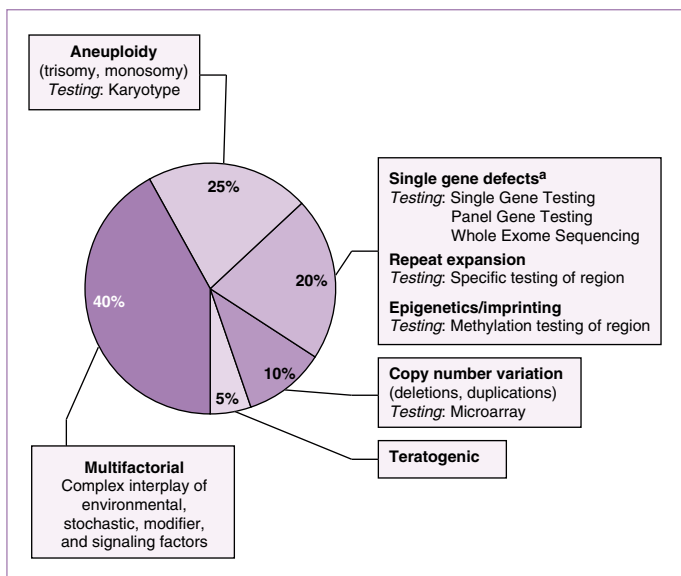 Aneuploidy
(trisomy, monosomy)
Testing: Karyotype
25%
Single gene defectsa
Testing: Single Gene Testing
Panel Gene Testing
Whole Exome Sequencing
Repeat expansion
Testing: Specific testing of region
Epigenetics/imprinting
Testing: Methylation testing of region
20%
40%
10%
Copy number variation
(deletions, duplications)
Testing: Microarray
5%
Teratogenic
Multifactorial
Complex interplay of
environmental,
stochastic, modifier,
and signaling factors